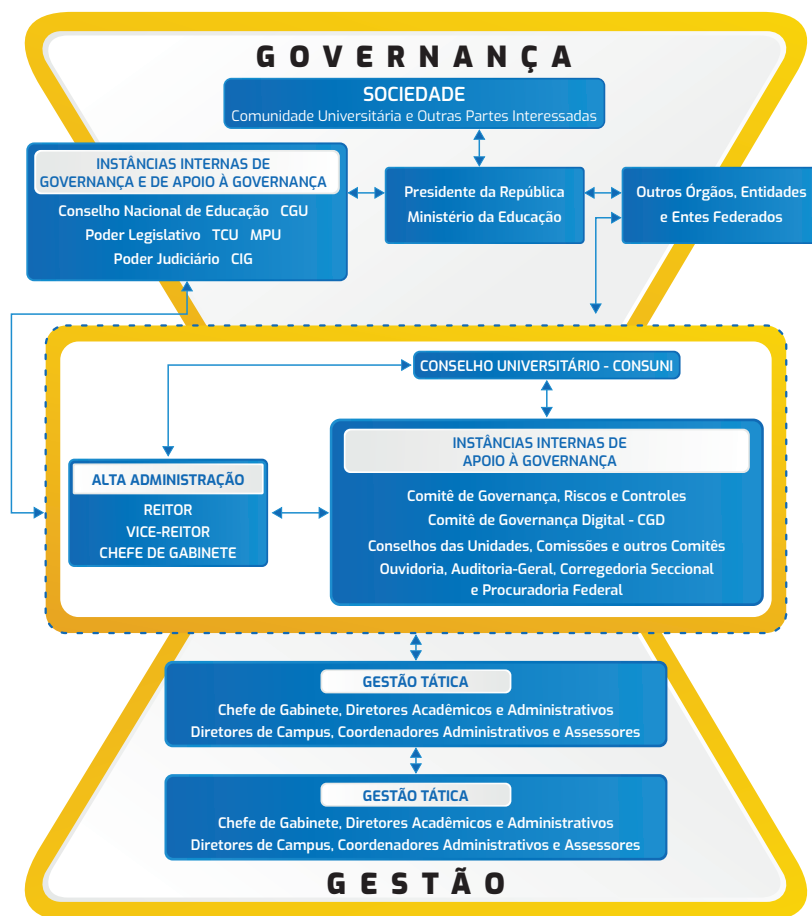 GOVERNANÇA
SOCIEDADE
Comunidade Universitária e Outras Partes Interessadas
INSTÂNCIAS INTERNAS DE
GOVERNANÇA E DE APOIO À GOVERNANÇA
Conselho Nacional de Educação CGU
Poder Legislativo TCU MPU
Poder Judiciário CIG
Presidente da República
Ministério da Educação
Outros Órgãos, Entidades
e Entes Federados
CONSELHO UNIVERSITÁRIO - CONSUNI
ALTA ADMINISTRAÇÃO
REITOR
VICE-REITOR
CHEFE DE GABINETE
INSTÂNCIAS INTERNAS DE
APOIO À GOVERNANÇA
Comitê de Governança, Riscos e Controles
Comitê de Governança Digital - CGD
Conselhos das Unidades, Comissões e outros Comitês
Ouvidoria, Auditoria-Geral, Corregedoria Seccional
e Procuradoria Federal
GESTÃO TÁTICA
Chefe de Gabinete, Diretores Acadêmicos e Administrativos
Diretores de Campus, Coordenadores Administrativos e Assessores
GESTÃO TÁTICA
Chefe de Gabinete, Diretores Acadêmicos e Administrativos
Diretores de Campus, Coordenadores Administrativos e Assessores
GESTÃO